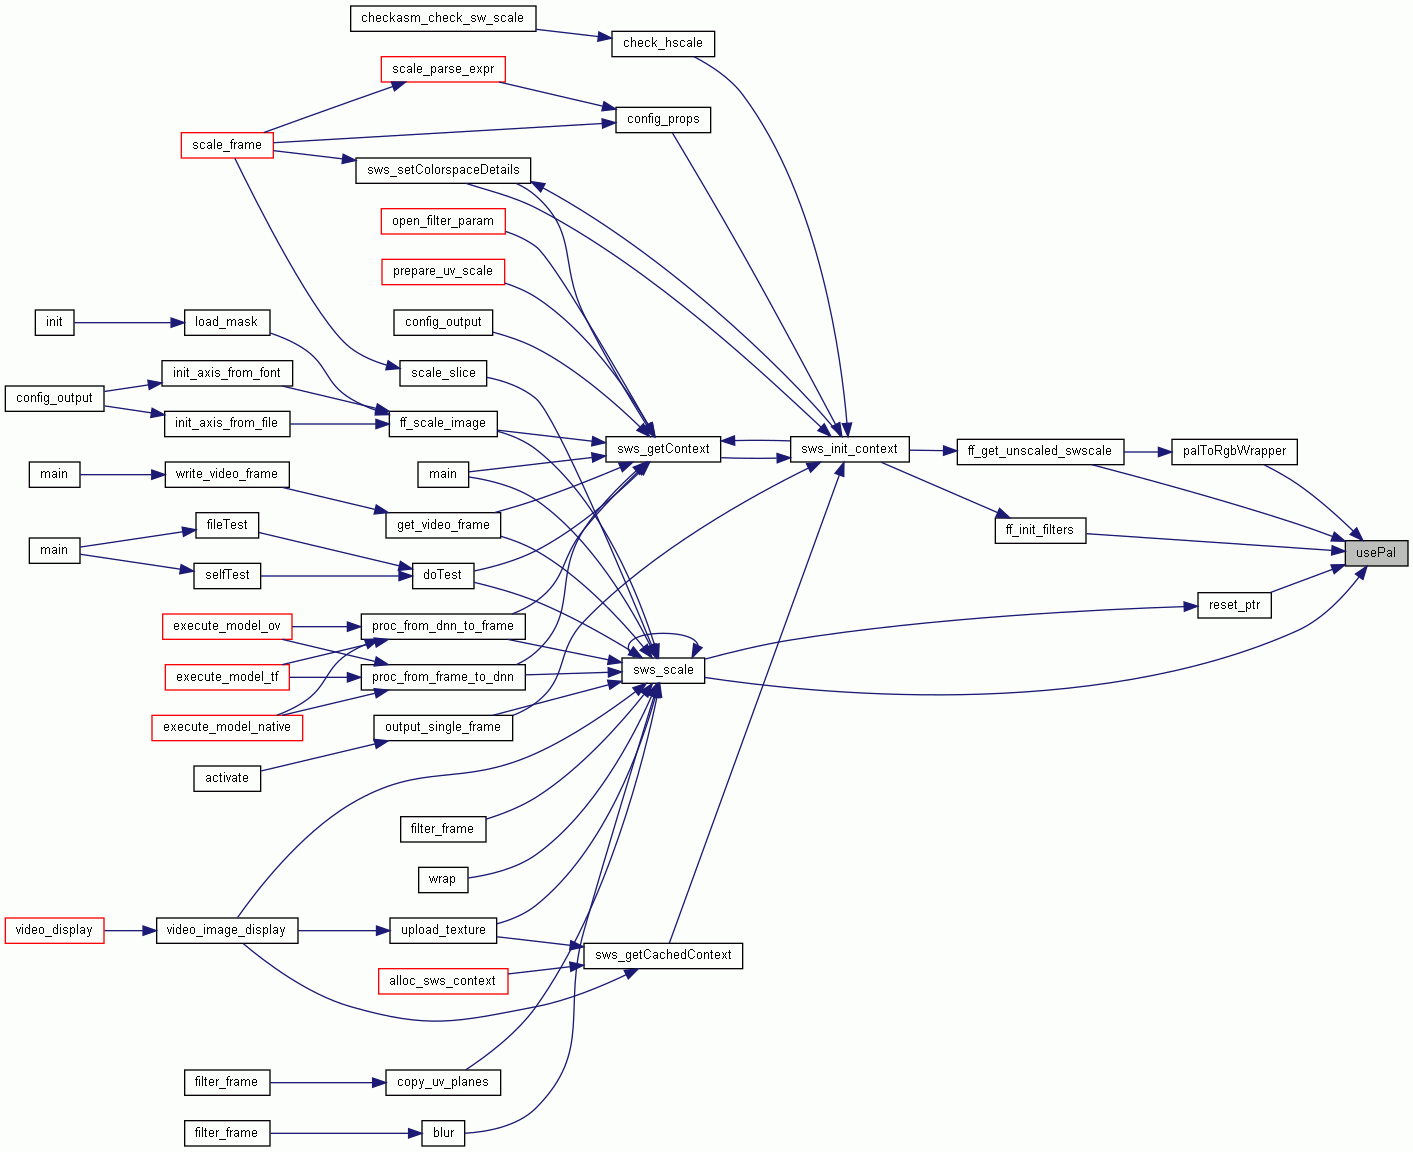 checkasm_check_sw_scale
check_hscale
scale_parse_expr
config_props
scale_frame
sws_setColorspaceDetails
open_filter_param
prepare_uv_scale
init
load_mask
config_output
init_axis_from_font
scale_slice
config_output
init_axis_from_file
ff_scale_image
sws_getContext
sws_init_context
ff_get_unscaled_swscale
palToRgbWrapper
main
write_video_frame
main
fileTest
get_video_frame
ff_init_filters
main
usePal
selfTest
doTest
reset_ptr
execute_model_ov
proc_from_dnn_to_frame
execute_model_tf
proc_from_frame_to_dnn
sws_scale
execute_model_native
output_single_frame
activate
filter_frame
wrap
video_display
video_image_display
upload_texture
sws_getCachedContext
alloc_sws_context
filter_frame
copy_uv_planes
filter_frame
blur